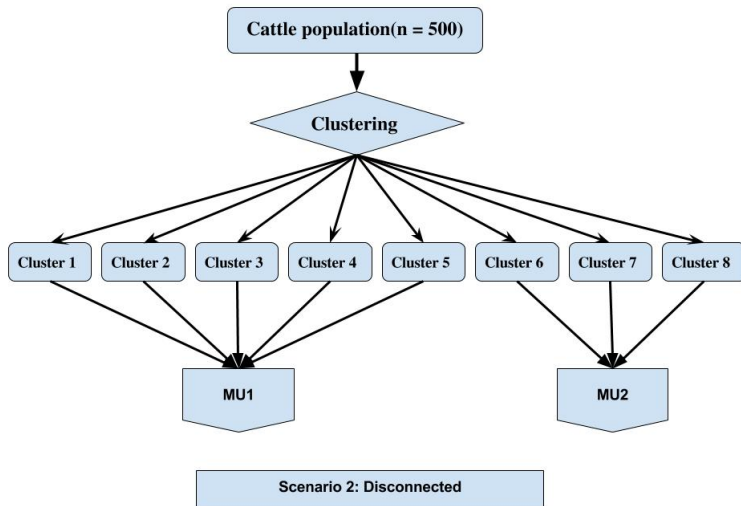 Cattle population(n = 500)
Clustering
Cluster 1
Cluster 2
Cluster 3
Cluster 4
Cluster 5
Cluster 6
Cluster 7
Cluster 8
MU1
MU2
Scenario 2: Disconnected